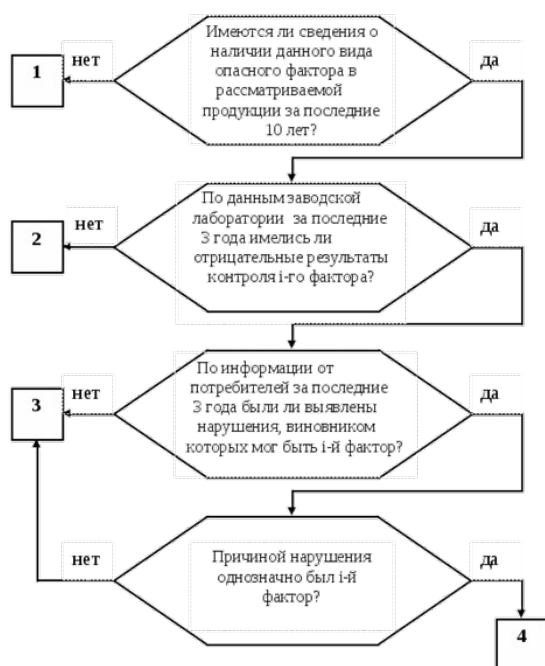 Имеются ли сведения о
наличии данного вида
опасного фактора в
рассматриваемой
продукции за последние
10 лет?
нет
да
1
По данным заводской
лаборатории за последние
3 года имелись ли
отрицательные результаты
контроля i-го фактора?
нет
да
2
По информации от
потребителей за последние
3 года были ли выявлены
нарушения, виновником
которых мог быть i-й фактор?
нет
да
3
Причиной нарушения
однозначно был i-й
фактор?
нет
да
4